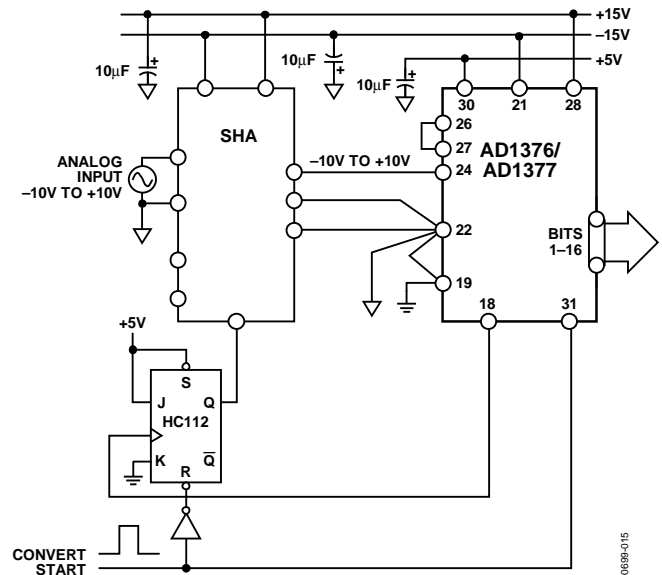 +15V
–15V
+5V
10μF
10μF
10μF
30
21
28
SHA
26
27
24
AD1376/
AD1377
ANALOG
INPUT
–10V TO +10V
–10V TO +10V
22
BITS
1–16
19
18
31
+5V
S
J
Q
HC112
K
Q
R
CONVERT
START
0699-015